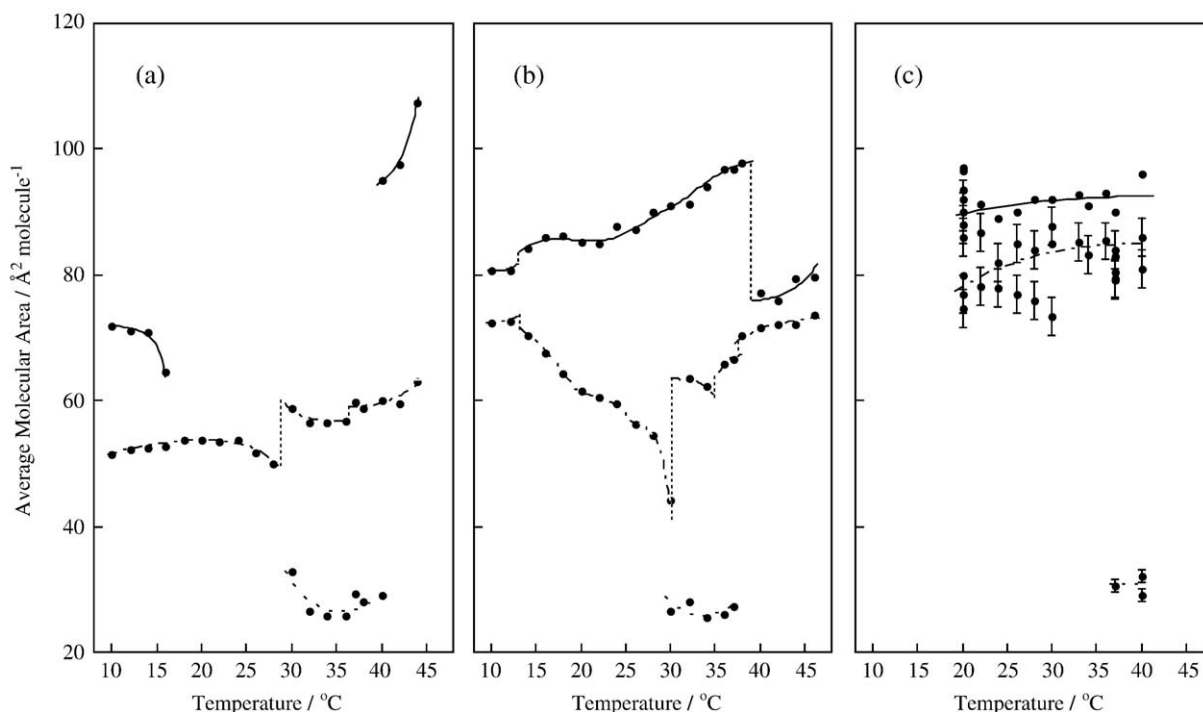 120
100
80
60
40
20
Average Molecular Area / Å² molecule⁻¹
(a)
(b)
(c)
10 15 20 25 30 35 40 45
10 15 20 25 30 35 40 45
10 15 20 25 30 35 40 45
Temperature / °C
Temperature / °C
Temperature / °C